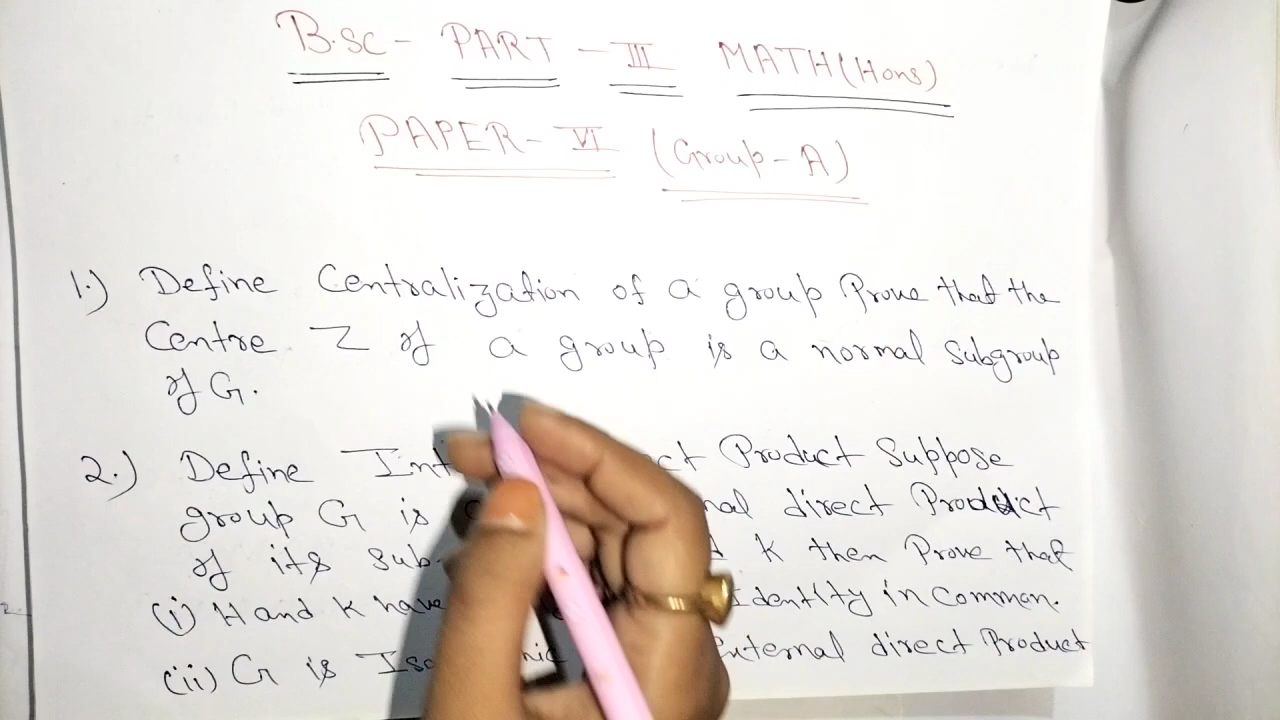 B.SC - PART - III MATH (Hons)
PAPER - VI (Group - A)
1.) Define Centralization of a group Prove that the
Centre Z of a group is a normal subgroup
of G.
2.) Define ct Product Suppose
group G is nal direct Product
of its sub- K then Prove that
(i) H and K have identity in common.
(ii) G is external direct Product